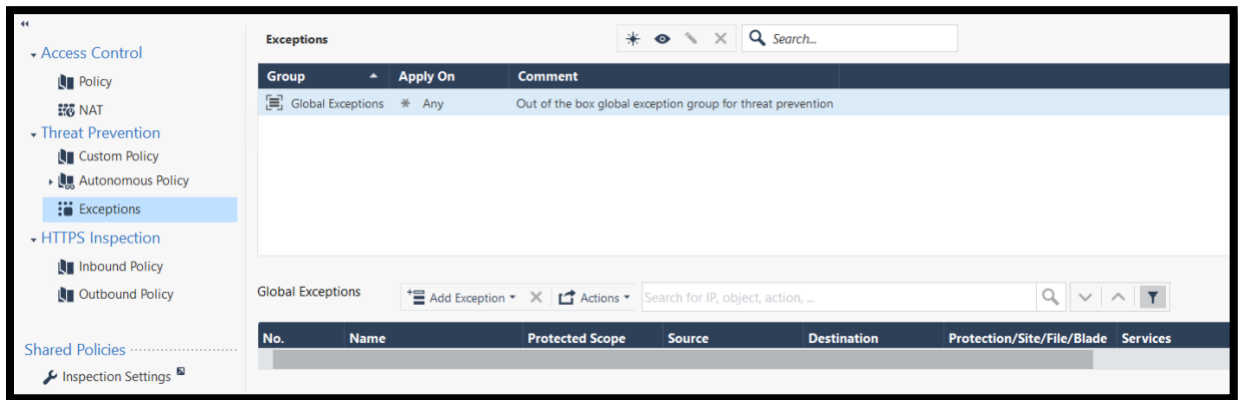 Access Control
Policy
NAT
Threat Prevention
Custom Policy
Autonomous Policy
Exceptions
HTTPS Inspection
Inbound Policy
Outbound Policy
Shared Policies
Inspection Settings
Exceptions Search...
Group Apply On Comment
Global Exceptions Any Out of the box global exception group for threat prevention
Global Exceptions Add Exception Actions Search for IP, object, action, ...
No. Name Protected Scope Source Destination Protection/Site/File/Blade Services